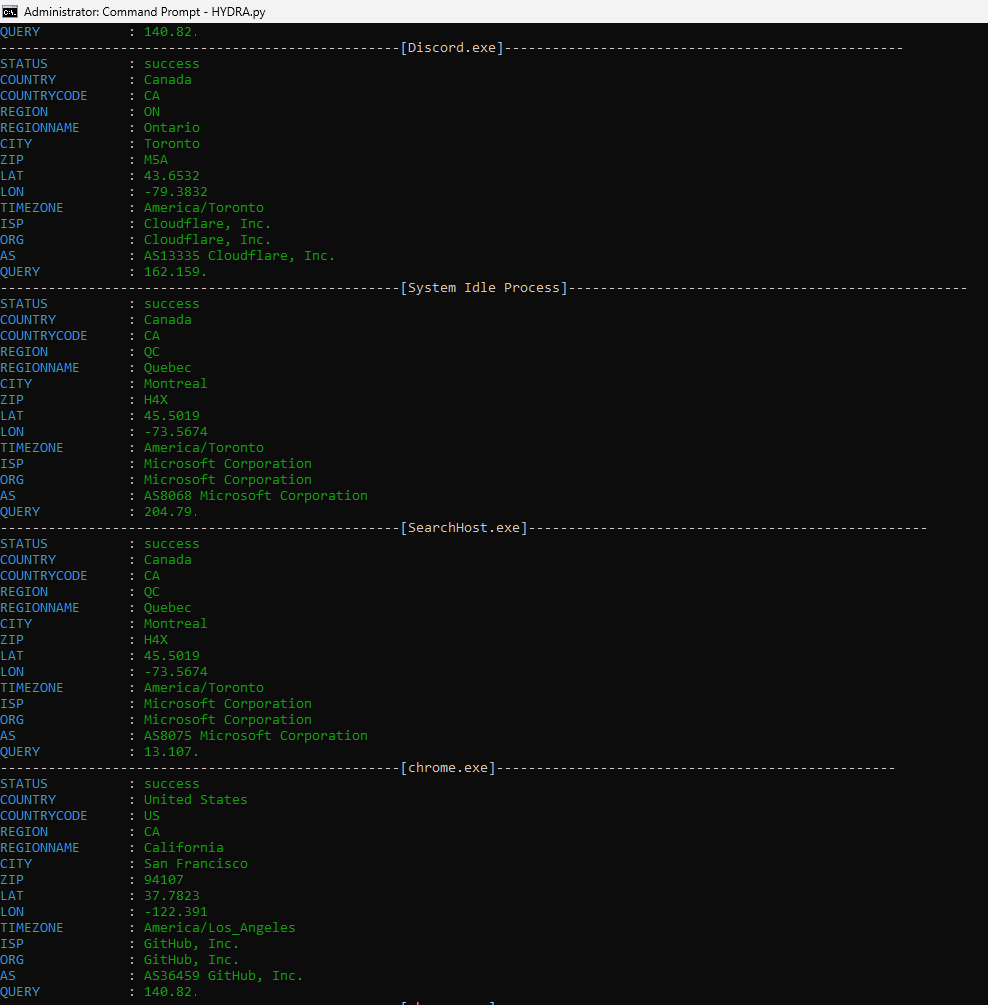 Administrator: Command Prompt - HYDRA.py
QUERY : 140.82.
--------------------------------------------------[Discord.exe]--------------------------------------------------
STATUS : success
COUNTRY : Canada
COUNTRYCODE : CA
REGION : ON
REGIONNAME : Ontario
CITY : Toronto
ZIP : M5A
LAT : 43.6532
LON : -79.3832
TIMEZONE : America/Toronto
ISP : Cloudflare, Inc.
ORG : Cloudflare, Inc.
AS : AS13335 Cloudflare, Inc.
QUERY : 162.159.
--------------------------------------------------[System Idle Process]--------------------------------------------------
STATUS : success
COUNTRY : Canada
COUNTRYCODE : CA
REGION : QC
REGIONNAME : Quebec
CITY : Montreal
ZIP : H4X
LAT : 45.5019
LON : -73.5674
TIMEZONE : America/Toronto
ISP : Microsoft Corporation
ORG : Microsoft Corporation
AS : AS8068 Microsoft Corporation
QUERY : 204.79.
--------------------------------------------------[SearchHost.exe]--------------------------------------------------
STATUS : success
COUNTRY : Canada
COUNTRYCODE : CA
REGION : QC
REGIONNAME : Quebec
CITY : Montreal
ZIP : H4X
LAT : 45.5019
LON : -73.5674
TIMEZONE : America/Toronto
ISP : Microsoft Corporation
ORG : Microsoft Corporation
AS : AS8075 Microsoft Corporation
QUERY : 13.107.
--------------------------------------------------[chrome.exe]--------------------------------------------------
STATUS : success
COUNTRY : United States
COUNTRYCODE : US
REGION : CA
REGIONNAME : California
CITY : San Francisco
ZIP : 94107
LAT : 37.7823
LON : -122.391
TIMEZONE : America/Los_Angeles
ISP : GitHub, Inc.
ORG : GitHub, Inc.
AS : AS36459 GitHub, Inc.
QUERY : 140.82.